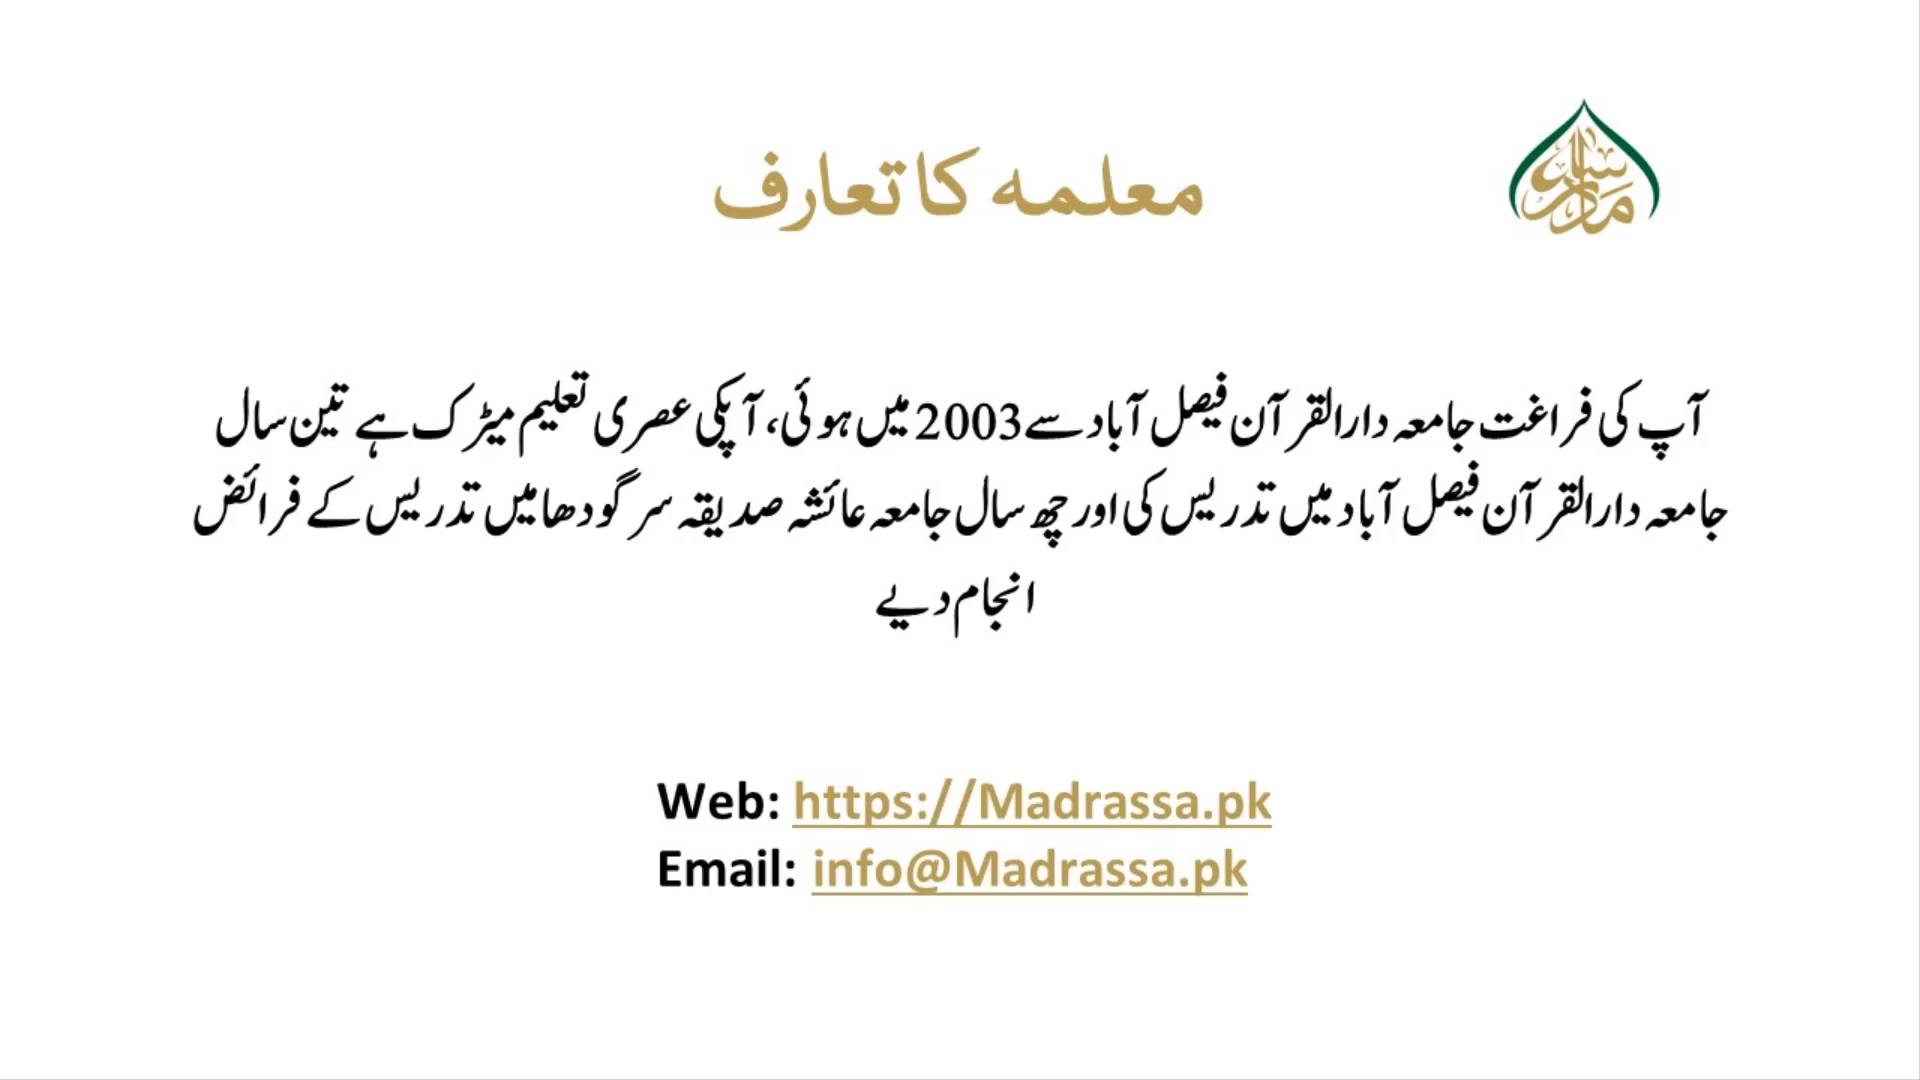 معلمہ کا تعارف
مدرسہ
آپ کی فراغت جامعہ دارالقرآن فیصل آباد سے 2003 میں ہوئی، آپکی عصری تعلیم میٹرک ہے تین سال
جامعہ دارالقرآن فیصل آباد میں تدریس کی اور چھ سال جامعہ عائشہ صدیقہ سرگودھا میں تدریس کے فرائض
انجام دیے
Web: https://Madrassa.pk
Email: info@Madrassa.pk